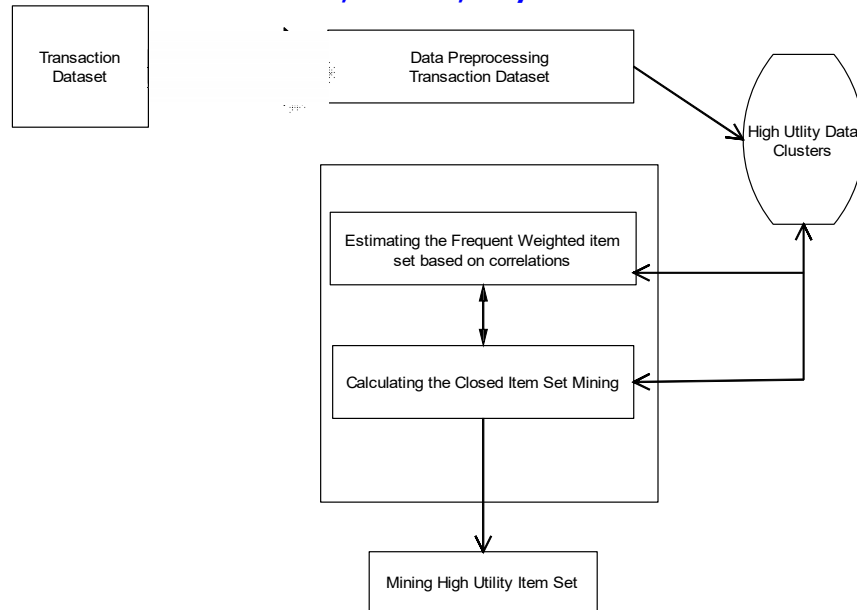 Transaction
Dataset
Data Preprocessing
Transaction Dataset
High Utlity Data
Clusters
Estimating the Frequent Weighted item
set based on correlations
Calculating the Closed Item Set Mining
Mining High Utility Item Set